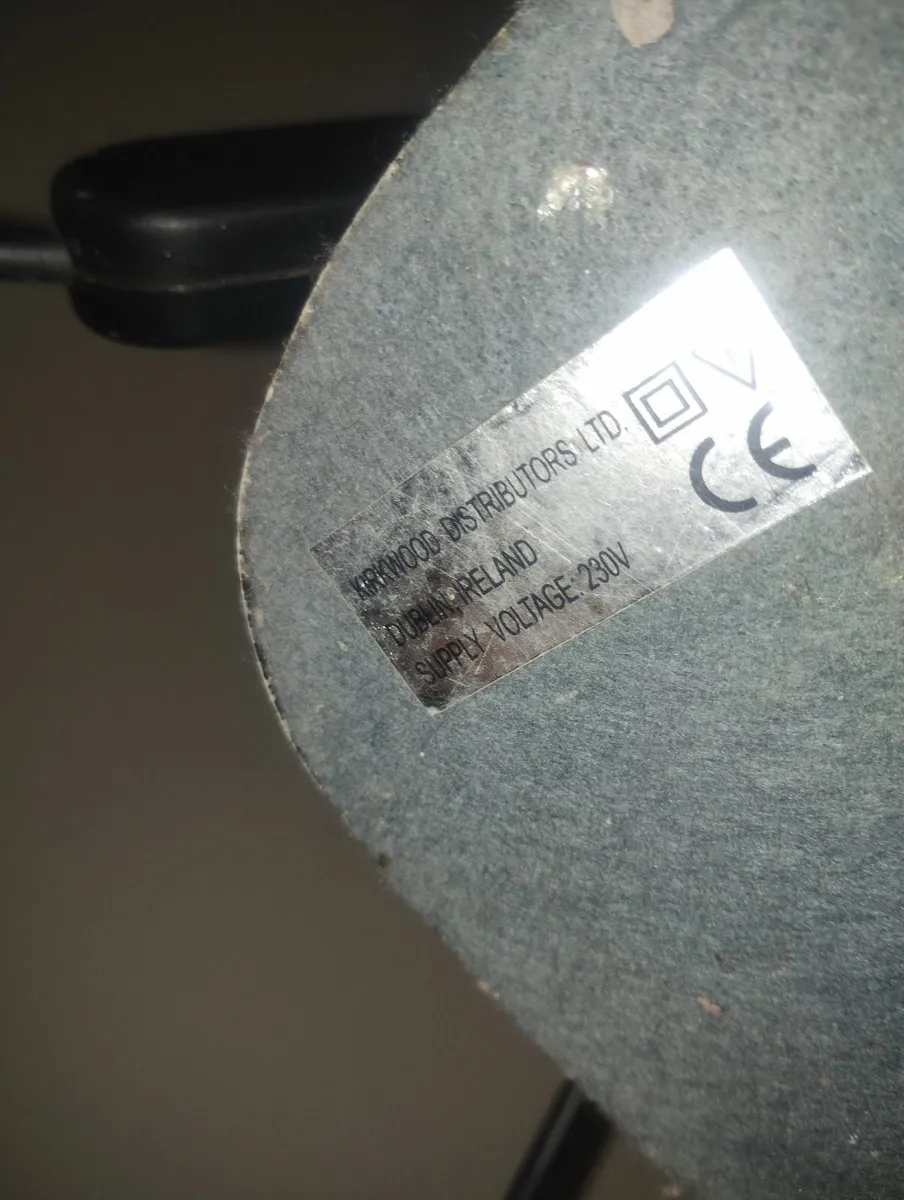 KIRKWOOD DISTRIBUTORS LTD.
DUBLIN, IRELAND
SUPPLY VOLTAGE: 230V
CE